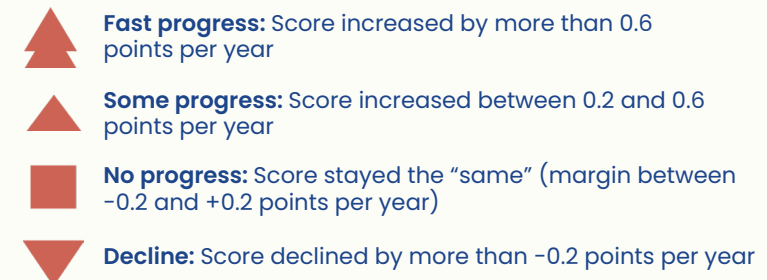 Fast progress: Score increased by more than 0.6
points per year
Some progress: Score increased between 0.2 and 0.6
points per year
No progress: Score stayed the “same” (margin between
−0.2 and +0.2 points per year)
Decline: Score declined by more than −0.2 points per year